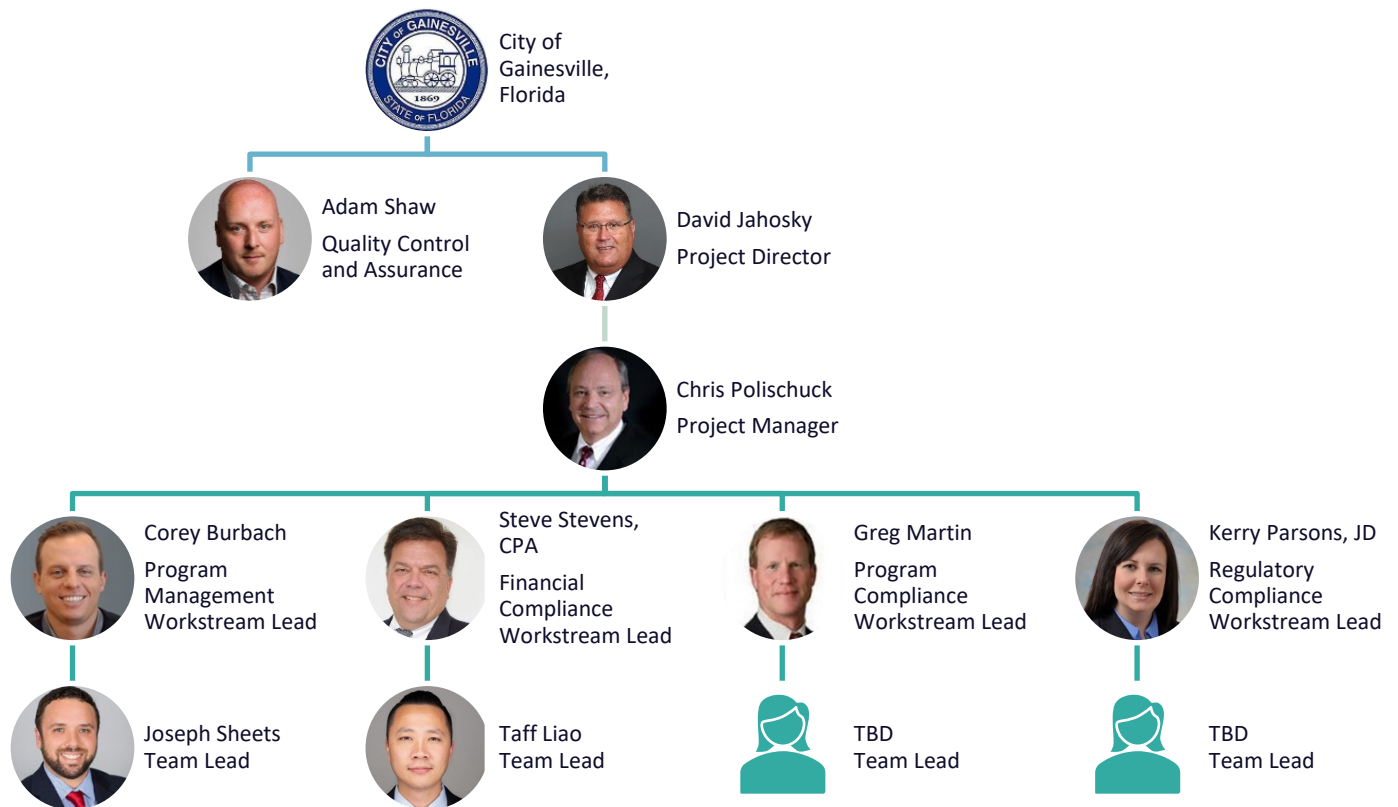 CITY OF GAINESVILLE
1869
STATE OF FLORIDA
City of
Gainesville,
Florida
Adam Shaw
Quality Control
and Assurance
David Jahosky
Project Director
Chris Polischuck
Project Manager
Corey Burbach
Program
Management
Workstream Lead
Steve Stevens,
CPA
Financial
Compliance
Workstream Lead
Greg Martin
Program
Compliance
Workstream Lead
Kerry Parsons, JD
Regulatory
Compliance
Workstream Lead
Joseph Sheets
Team Lead
Taff Liao
Team Lead
TBD
Team Lead
TBD
Team Lead